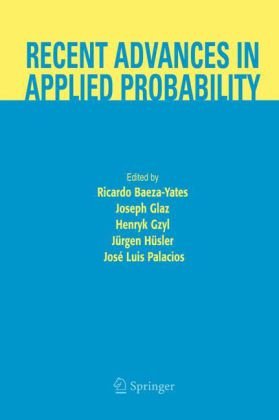 RECENT ADVANCES IN
APPLIED PROBABILITY
Edited by
Ricardo Baeza-Yates
Joseph Glaz
Henryk Gzyl
Jürgen Hüsler
José Luis Palacios
Springer